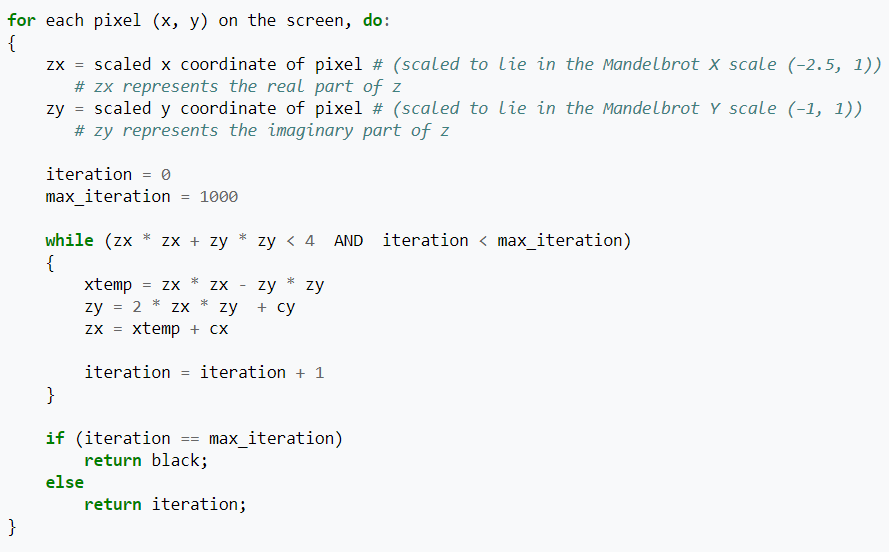 for each pixel (x, y) on the screen, do:
{
    zx = scaled x coordinate of pixel # (scaled to lie in the Mandelbrot X scale (-2.5, 1))
       # zx represents the real part of z
    zy = scaled y coordinate of pixel # (scaled to lie in the Mandelbrot Y scale (-1, 1))
       # zy represents the imaginary part of z

    iteration = 0
    max_iteration = 1000

    while (zx * zx + zy * zy < 4  AND  iteration < max_iteration)
    {
        xtemp = zx * zx - zy * zy
        zy = 2 * zx * zy  + cy
        zx = xtemp + cx

        iteration = iteration + 1
    }

    if (iteration == max_iteration)
        return black;
    else
        return iteration;
}